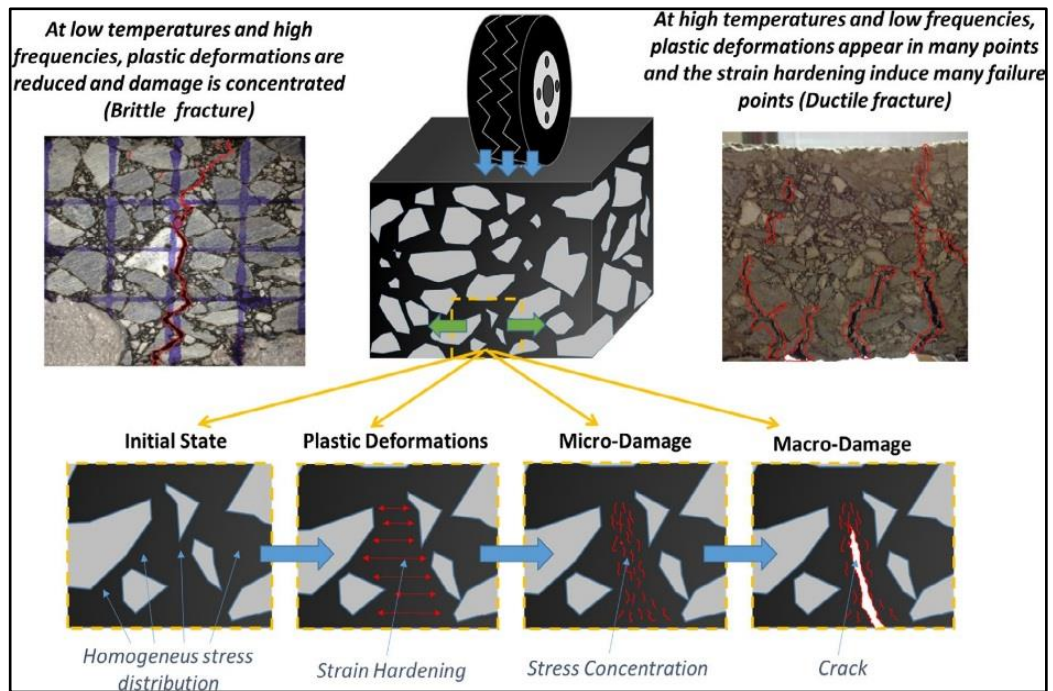 At low temperatures and high
frequencies, plastic deformations are
reduced and damage is concentrated
(Brittle fracture)
At high temperatures and low frequencies,
plastic deformations appear in many points
and the strain hardening induce many failure
points (Ductile fracture)
Initial State
Plastic Deformations
Micro-Damage
Macro-Damage
Homogeneus stress
distribution
Strain Hardening
Stress Concentration
Crack